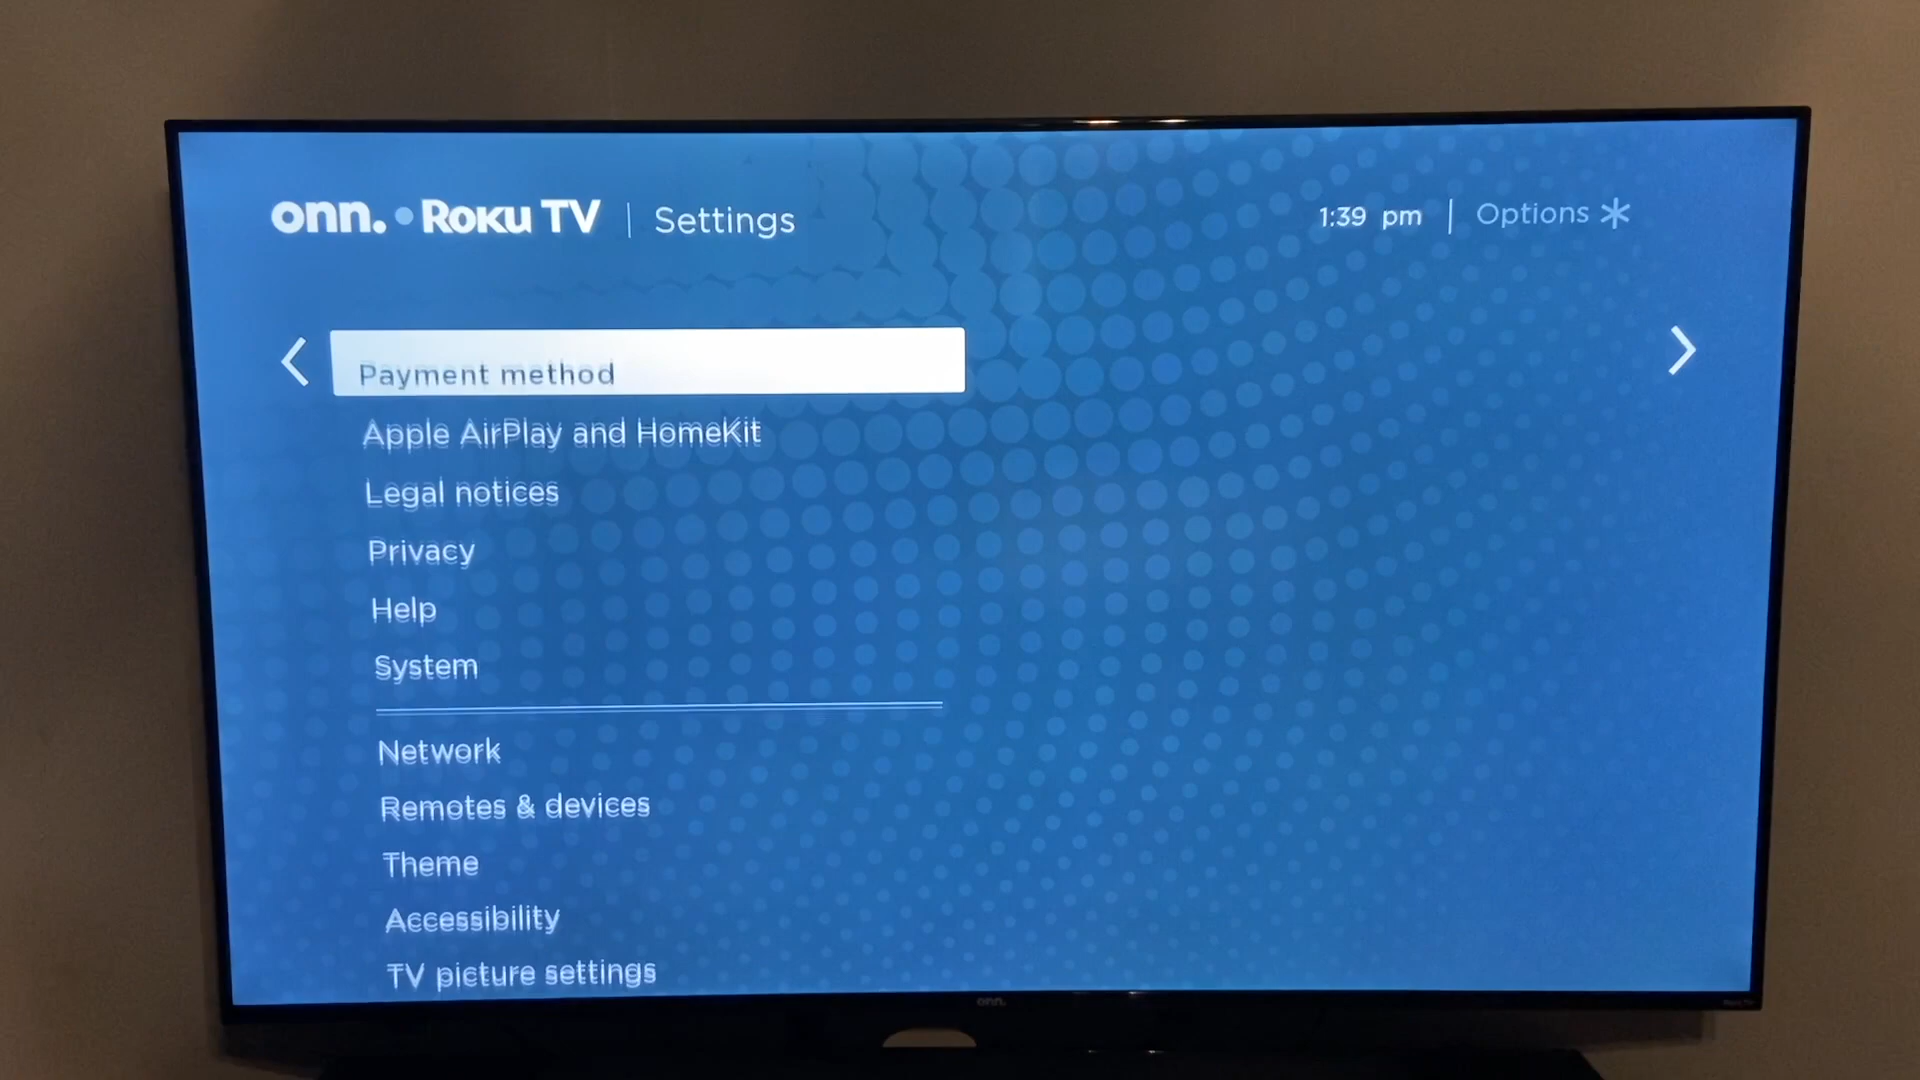 onn. • Roku TV | Settings
1:39 pm | Options *
Payment method
Apple AirPlay and HomeKit
Legal notices
Privacy
Help
System
Network
Remotes & devices
Theme
Accessibility
TV picture settings
onn.